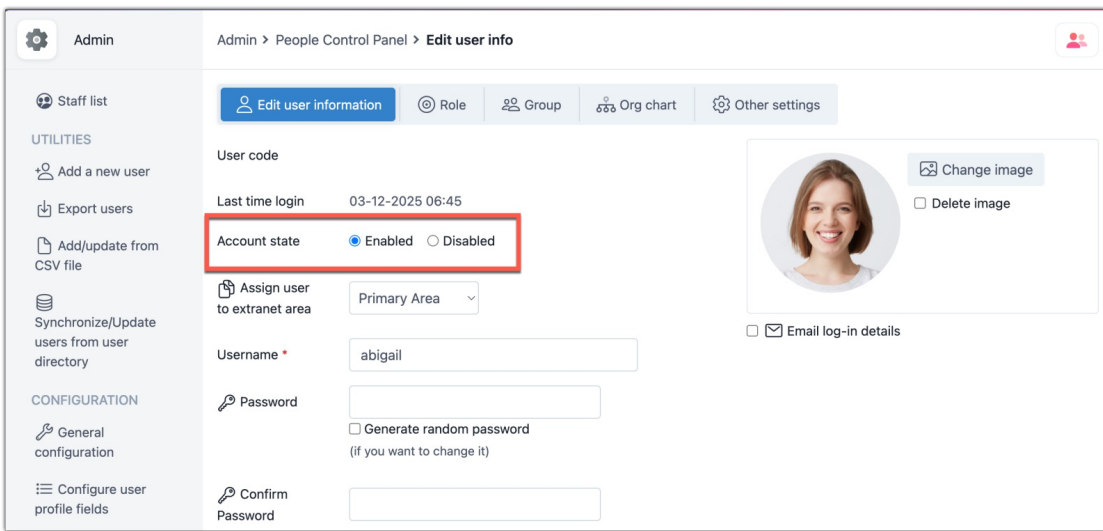 Admin
Admin > People Control Panel > Edit user info
Staff list
UTILITIES
Add a new user
Export users
Add/update from
CSV file
Synchronize/Update
users from user
directory
CONFIGURATION
General
configuration
Configure user
profile fields
Edit user information
Role
Group
Org chart
Other settings
User code
Last time login 03-12-2025 06:45
Account state Enabled Disabled
Assign user
to extranet area
Primary Area
Username * abigail
Password
Generate random password
(if you want to change it)
Confirm
Password
Change image
Delete image
Email log-in details